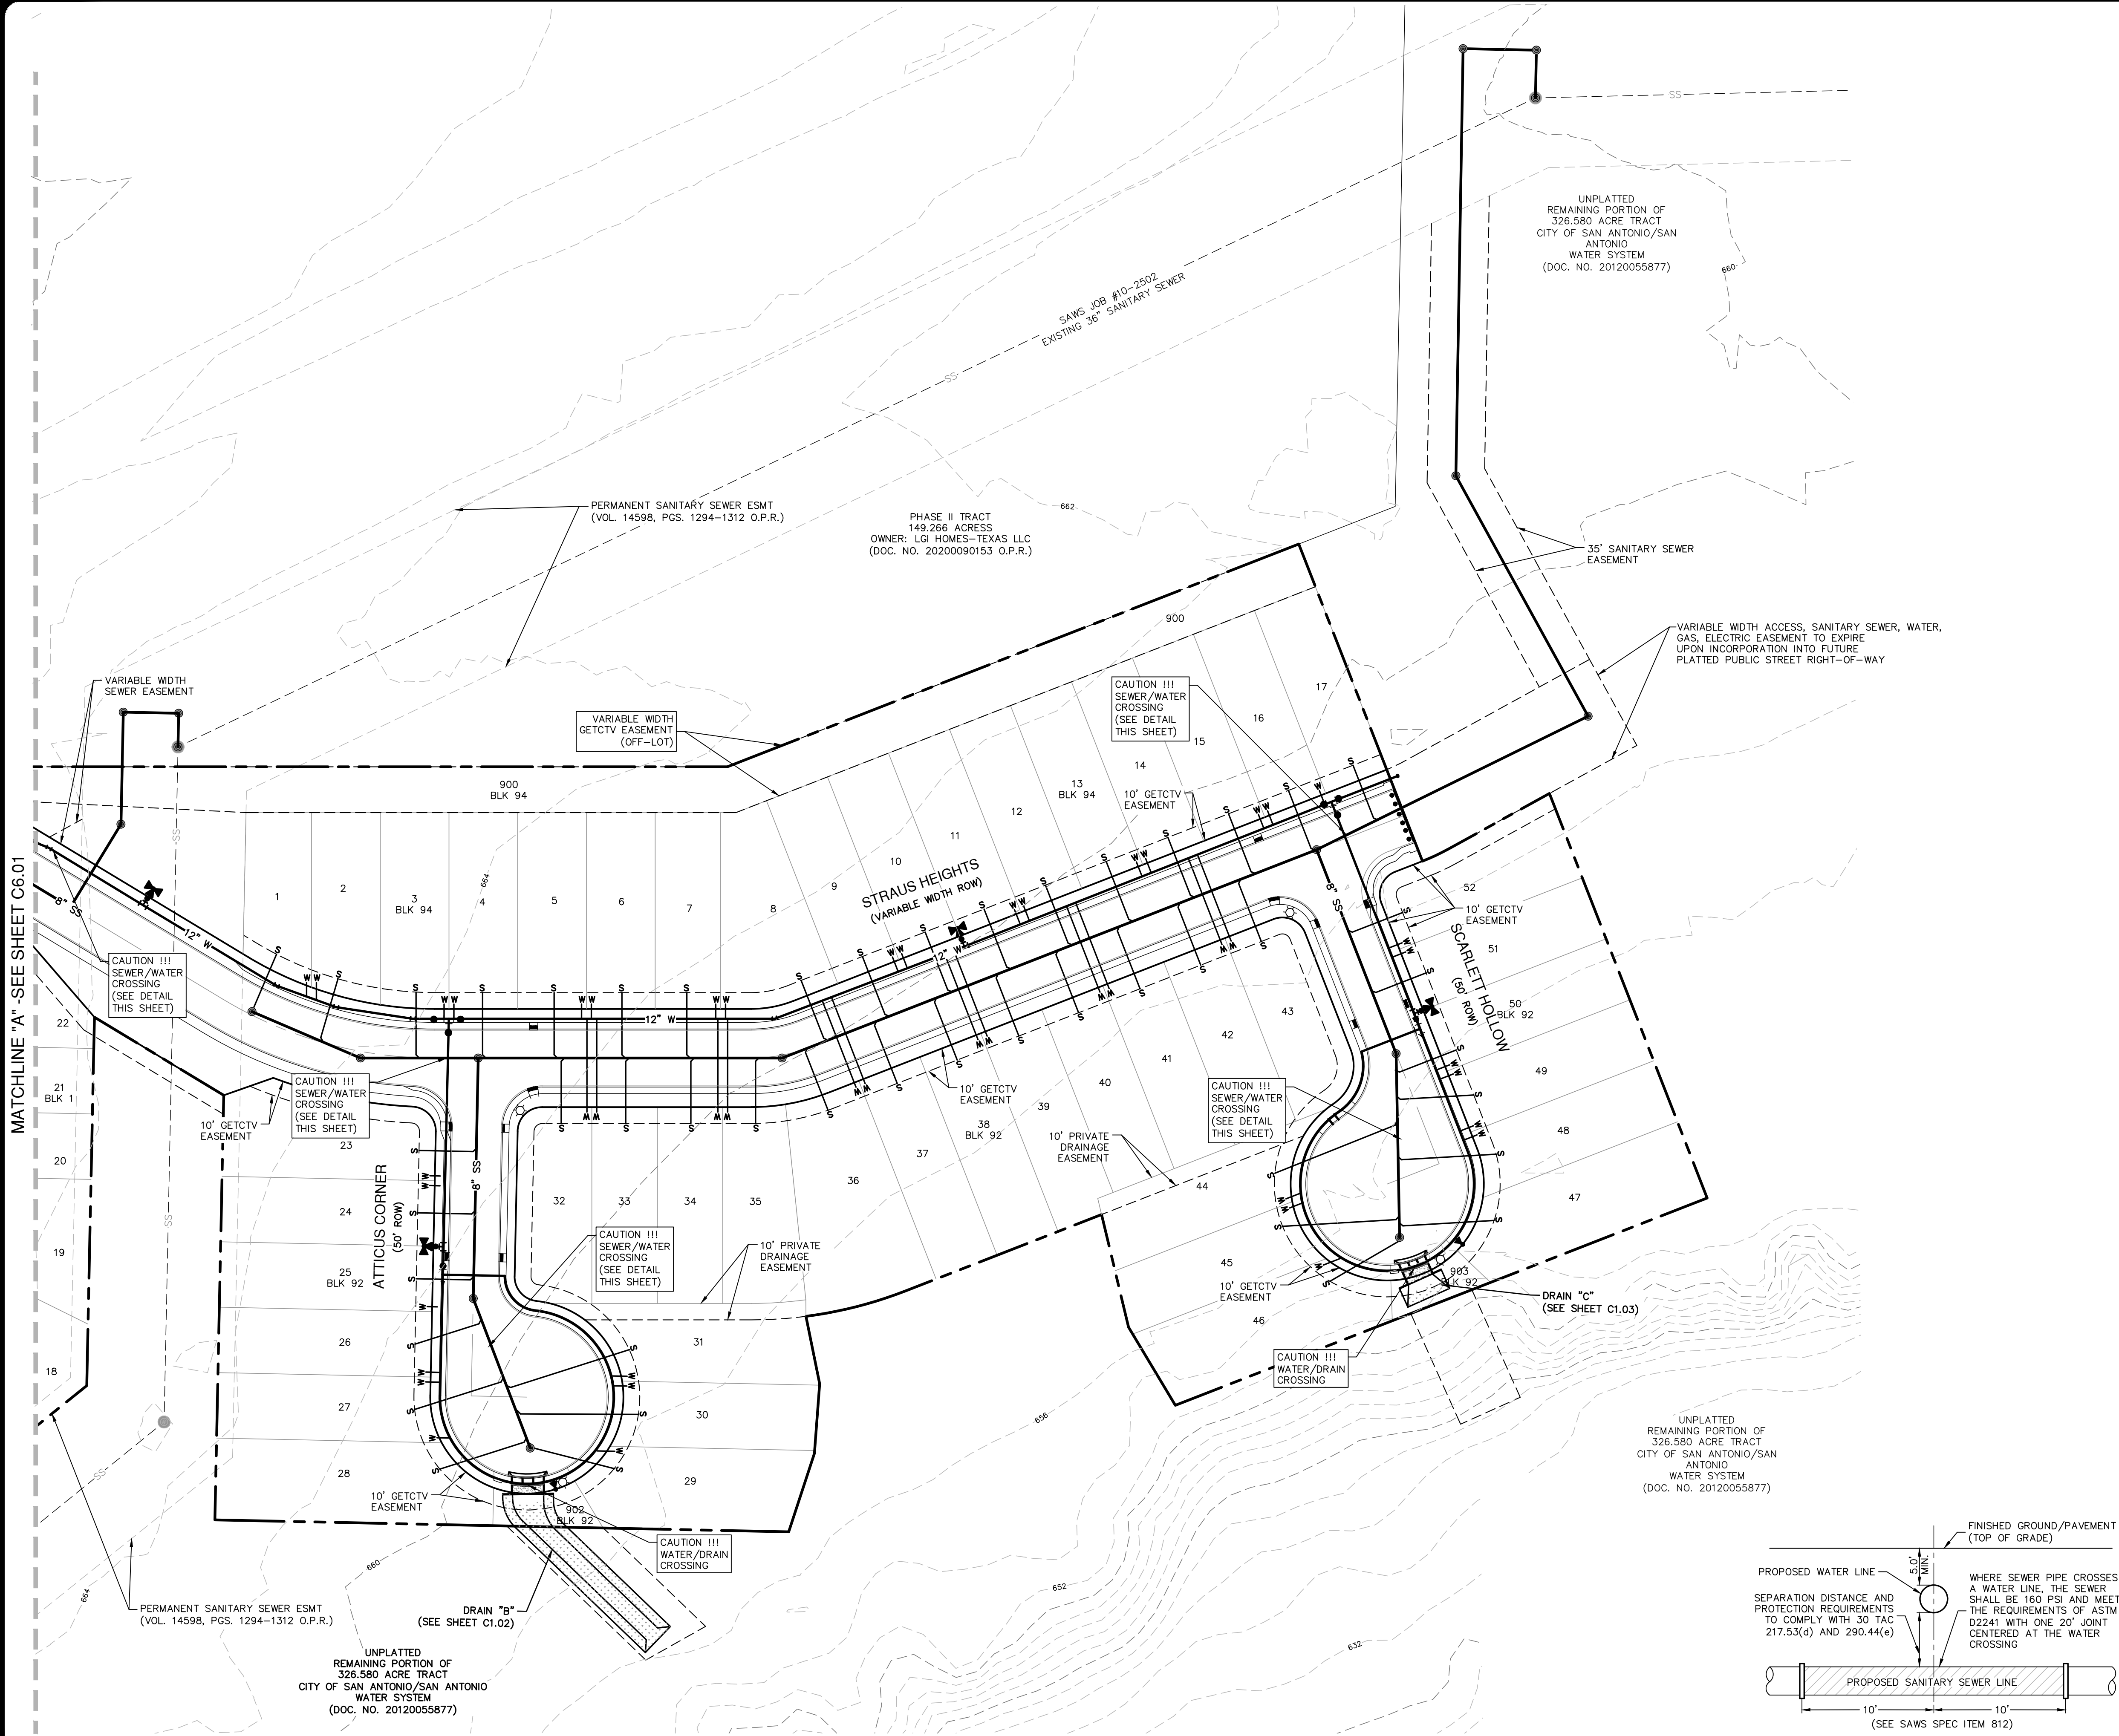 UNPLATTED
REMAINING PORTION OF
326.580 ACRE TRACT
CITY OF SAN ANTONIO/SAN
ANTONIO
WATER SYSTEM
(DOC. NO. 20120055877)
SS
660
SAWS JOB #10-2502
EXISTING 36" SANITARY SEWER
SS
PERMANENT SANITARY SEWER ESMT
(VOL. 14598, PGS. 1294-1312 O.P.R.)
PHASE II TRACT
149.266 ACRESS
OWNER: LGI HOMES-TEXAS LLC
(DOC. NO. 20200090153 O.P.R.)
662
35' SANITARY SEWER
EASEMENT
VARIABLE WIDTH ACCESS, SANITARY SEWER, WATER,
GAS, ELECTRIC EASEMENT TO EXPIRE
UPON INCORPORATION INTO FUTURE
PLATTED PUBLIC STREET RIGHT-OF-WAY
VARIABLE WIDTH
SEWER EASEMENT
VARIABLE WIDTH
GETCTV EASEMENT
(OFF-LOT)
CAUTION !!!
SEWER/WATER
CROSSING
(SEE DETAIL
THIS SHEET)
900
900
BLK 94
MATCHLINE "A" -SEE SHEET C6.01
1
2
3
BLK 94
4
5
6
7
8
9
10
11
12
13
BLK 94
14
15
16
17
664
10' GETCTV
EASEMENT
STRAUS HEIGHTS
(VARIABLE WIDTH ROW)
8" SS
12" W
12" W
12" W
8" SS
SS
CAUTION !!!
SEWER/WATER
CROSSING
(SEE DETAIL
THIS SHEET)
52
10' GETCTV
EASEMENT
51
SCARLETT HOLLOW
(50' ROW)
50
BLK 92
49
48
47
22
21
BLK 1
20
19
18
CAUTION !!!
SEWER/WATER
CROSSING
(SEE DETAIL
THIS SHEET)
10' GETCTV
EASEMENT
23
24
25
BLK 92
26
27
28
ATTICUS CORNER
(50' ROW)
8" SS
SS
32
33
34
35
36
37
38
BLK 92
39
40
41
42
43
44
45
46
10' GETCTV
EASEMENT
10' PRIVATE
DRAINAGE
EASEMENT
CAUTION !!!
SEWER/WATER
CROSSING
(SEE DETAIL
THIS SHEET)
CAUTION !!!
SEWER/WATER
CROSSING
(SEE DETAIL
THIS SHEET)
10' PRIVATE
DRAINAGE
EASEMENT
10' GETCTV
EASEMENT
903
BLK 92
DRAIN "C"
(SEE SHEET C1.03)
CAUTION !!!
WATER/DRAIN
CROSSING
31
30
29
656
SS
10' GETCTV
EASEMENT
902
BLK 92
CAUTION !!!
WATER/DRAIN
CROSSING
DRAIN "B"
(SEE SHEET C1.02)
660
664
652
632
PERMANENT SANITARY SEWER ESMT
(VOL. 14598, PGS. 1294-1312 O.P.R.)
UNPLATTED
REMAINING PORTION OF
326.580 ACRE TRACT
CITY OF SAN ANTONIO/SAN ANTONIO
WATER SYSTEM
(DOC. NO. 20120055877)
UNPLATTED
REMAINING PORTION OF
326.580 ACRE TRACT
CITY OF SAN ANTONIO/SAN
ANTONIO
WATER SYSTEM
(DOC. NO. 20120055877)
FINISHED GROUND/PAVEMENT
(TOP OF GRADE)
5.0'
MIN.
PROPOSED WATER LINE
SEPARATION DISTANCE AND
PROTECTION REQUIREMENTS
TO COMPLY WITH 30 TAC
217.53(d) AND 290.44(e)
WHERE SEWER PIPE CROSSES
A WATER LINE, THE SEWER
SHALL BE 160 PSI AND MEET
THE REQUIREMENTS OF ASTM
D2241 WITH ONE 20' JOINT
CENTERED AT THE WATER
CROSSING
PROPOSED SANITARY SEWER LINE
10'
10'
(SEE SAWS SPEC ITEM 812)